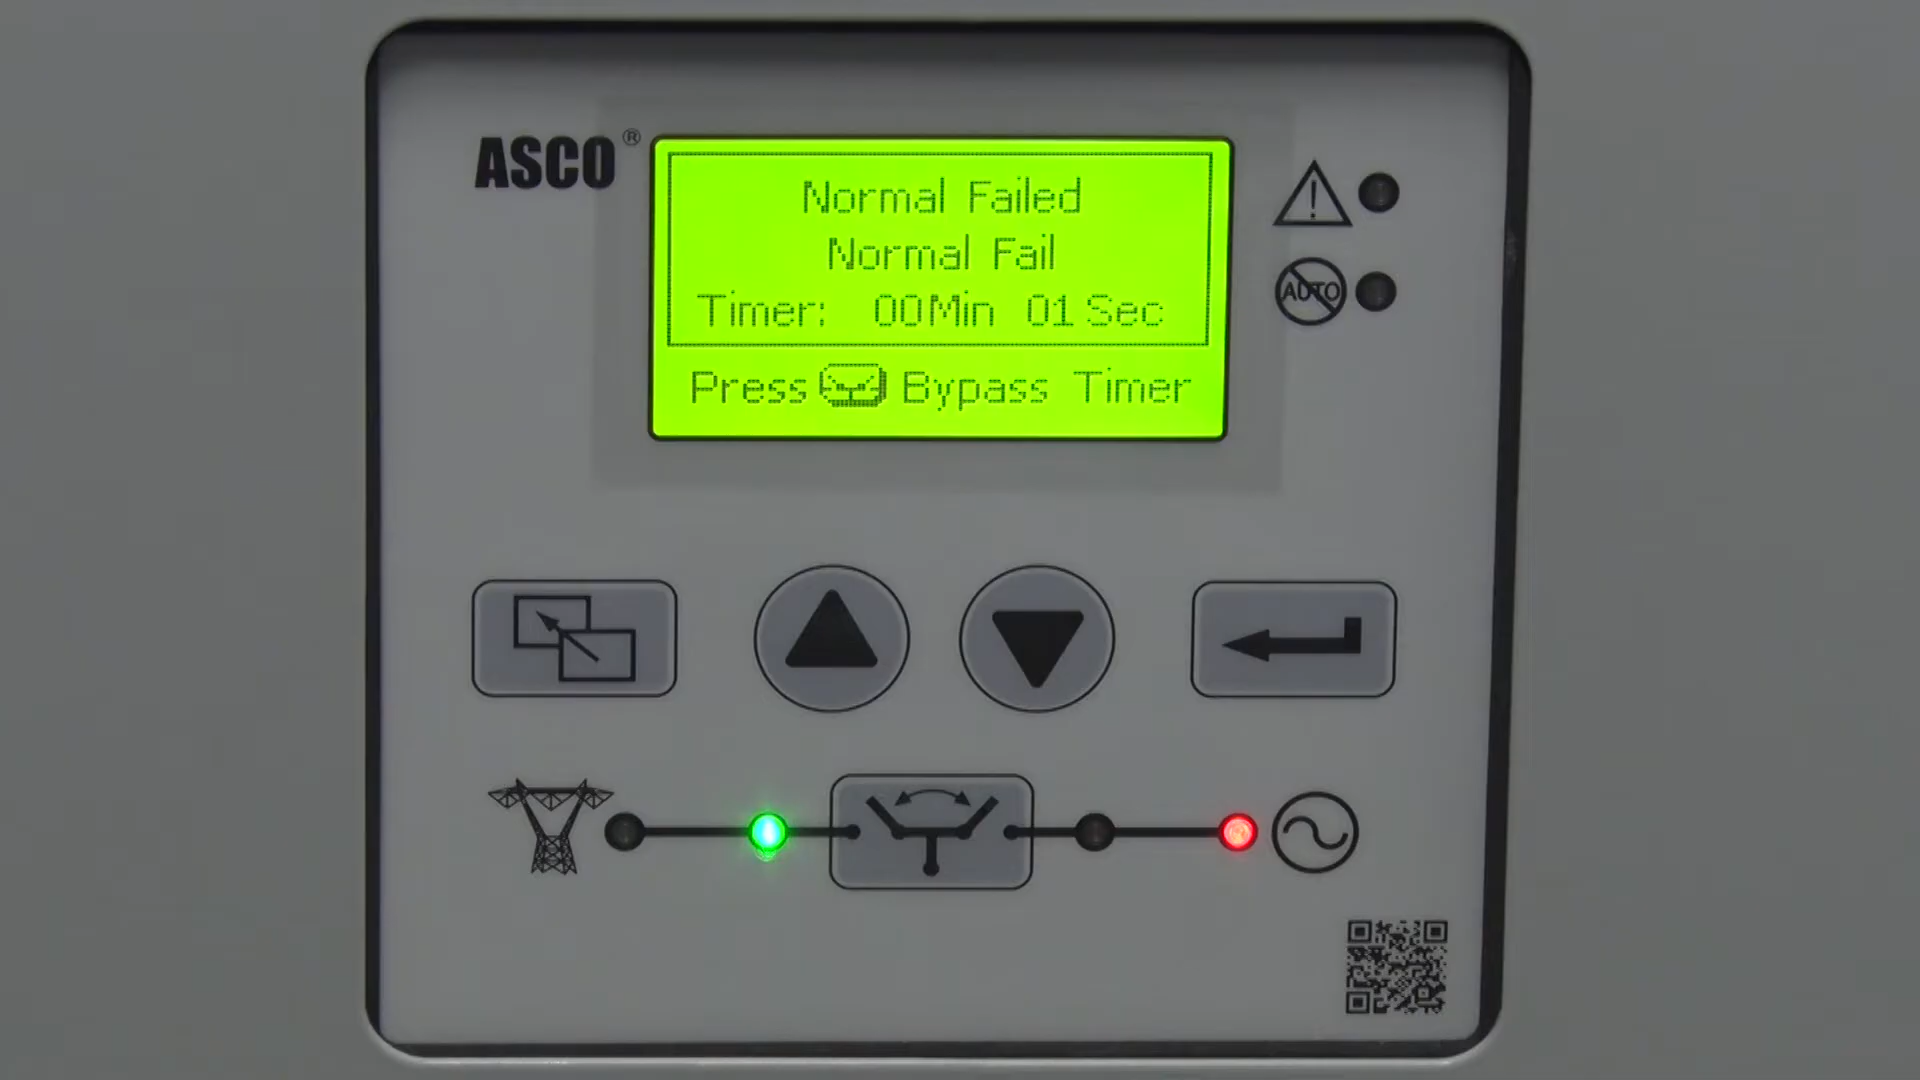 ASCO®
Normal Failed
Normal Fail
Timer: 00Min 01Sec
Press Bypass Timer
AUTO